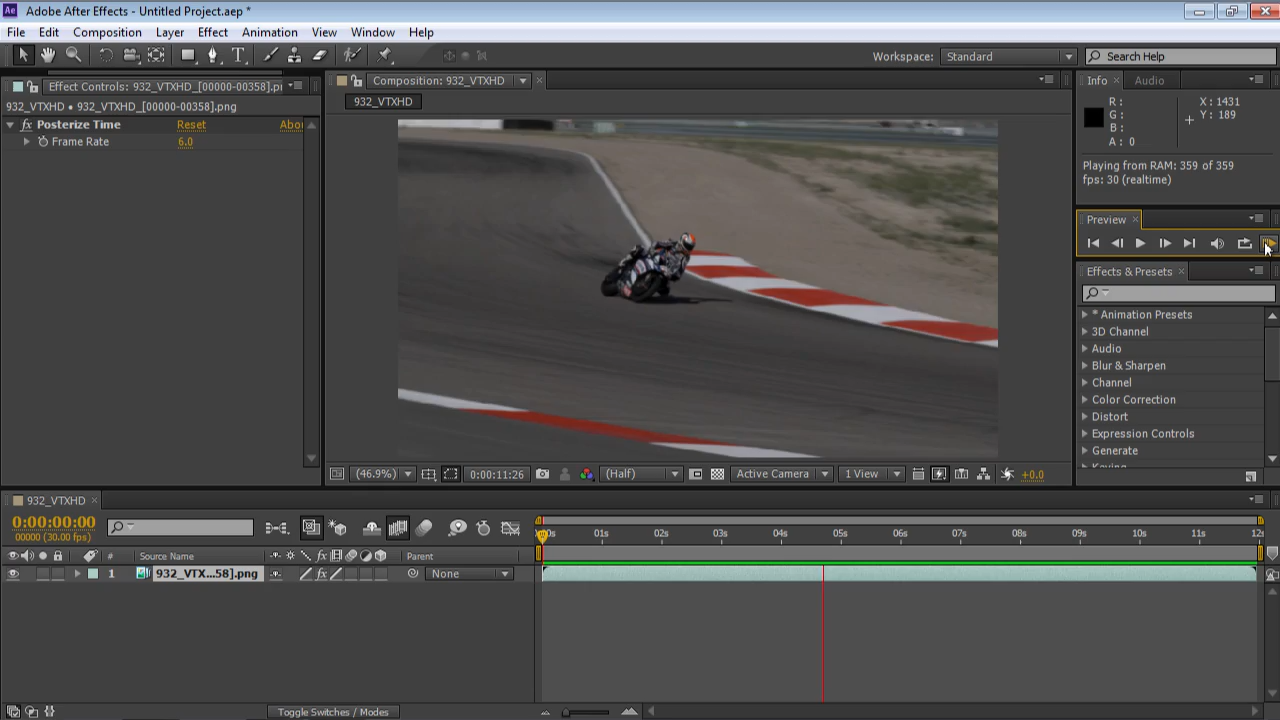 Ae Adobe After Effects - Untitled Project.aep *
File Edit Composition Layer Effect Animation View Window Help
Workspace: Standard Search Help
Effect Controls: 932_VTXHD_[00000-00358].pi
932_VTXHD • 932_VTXHD_[00000-00358].png
fx Posterize Time Reset Abo
Frame Rate 6.0
Composition: 932_VTXHD
932_VTXHD
(46.9%) 0:00:11:26 (Half) Active Camera 1 View +0.0
Info Audio
R : X : 1431
G : Y : 189
B :
A : 0
Playing from RAM: 359 of 359
fps: 30 (realtime)
Preview
Effects & Presets
* Animation Presets
3D Channel
Audio
Blur & Sharpen
Channel
Color Correction
Distort
Expression Controls
Generate
Keying
932_VTXHD
0:00:00:00
00000 (30.00 fps)
01s 02s 03s 04s 05s 06s 07s 08s 09s 10s 11s 12s
# Source Name fx Parent
1 932_VTX...58].png fx None
Toggle Switches / Modes